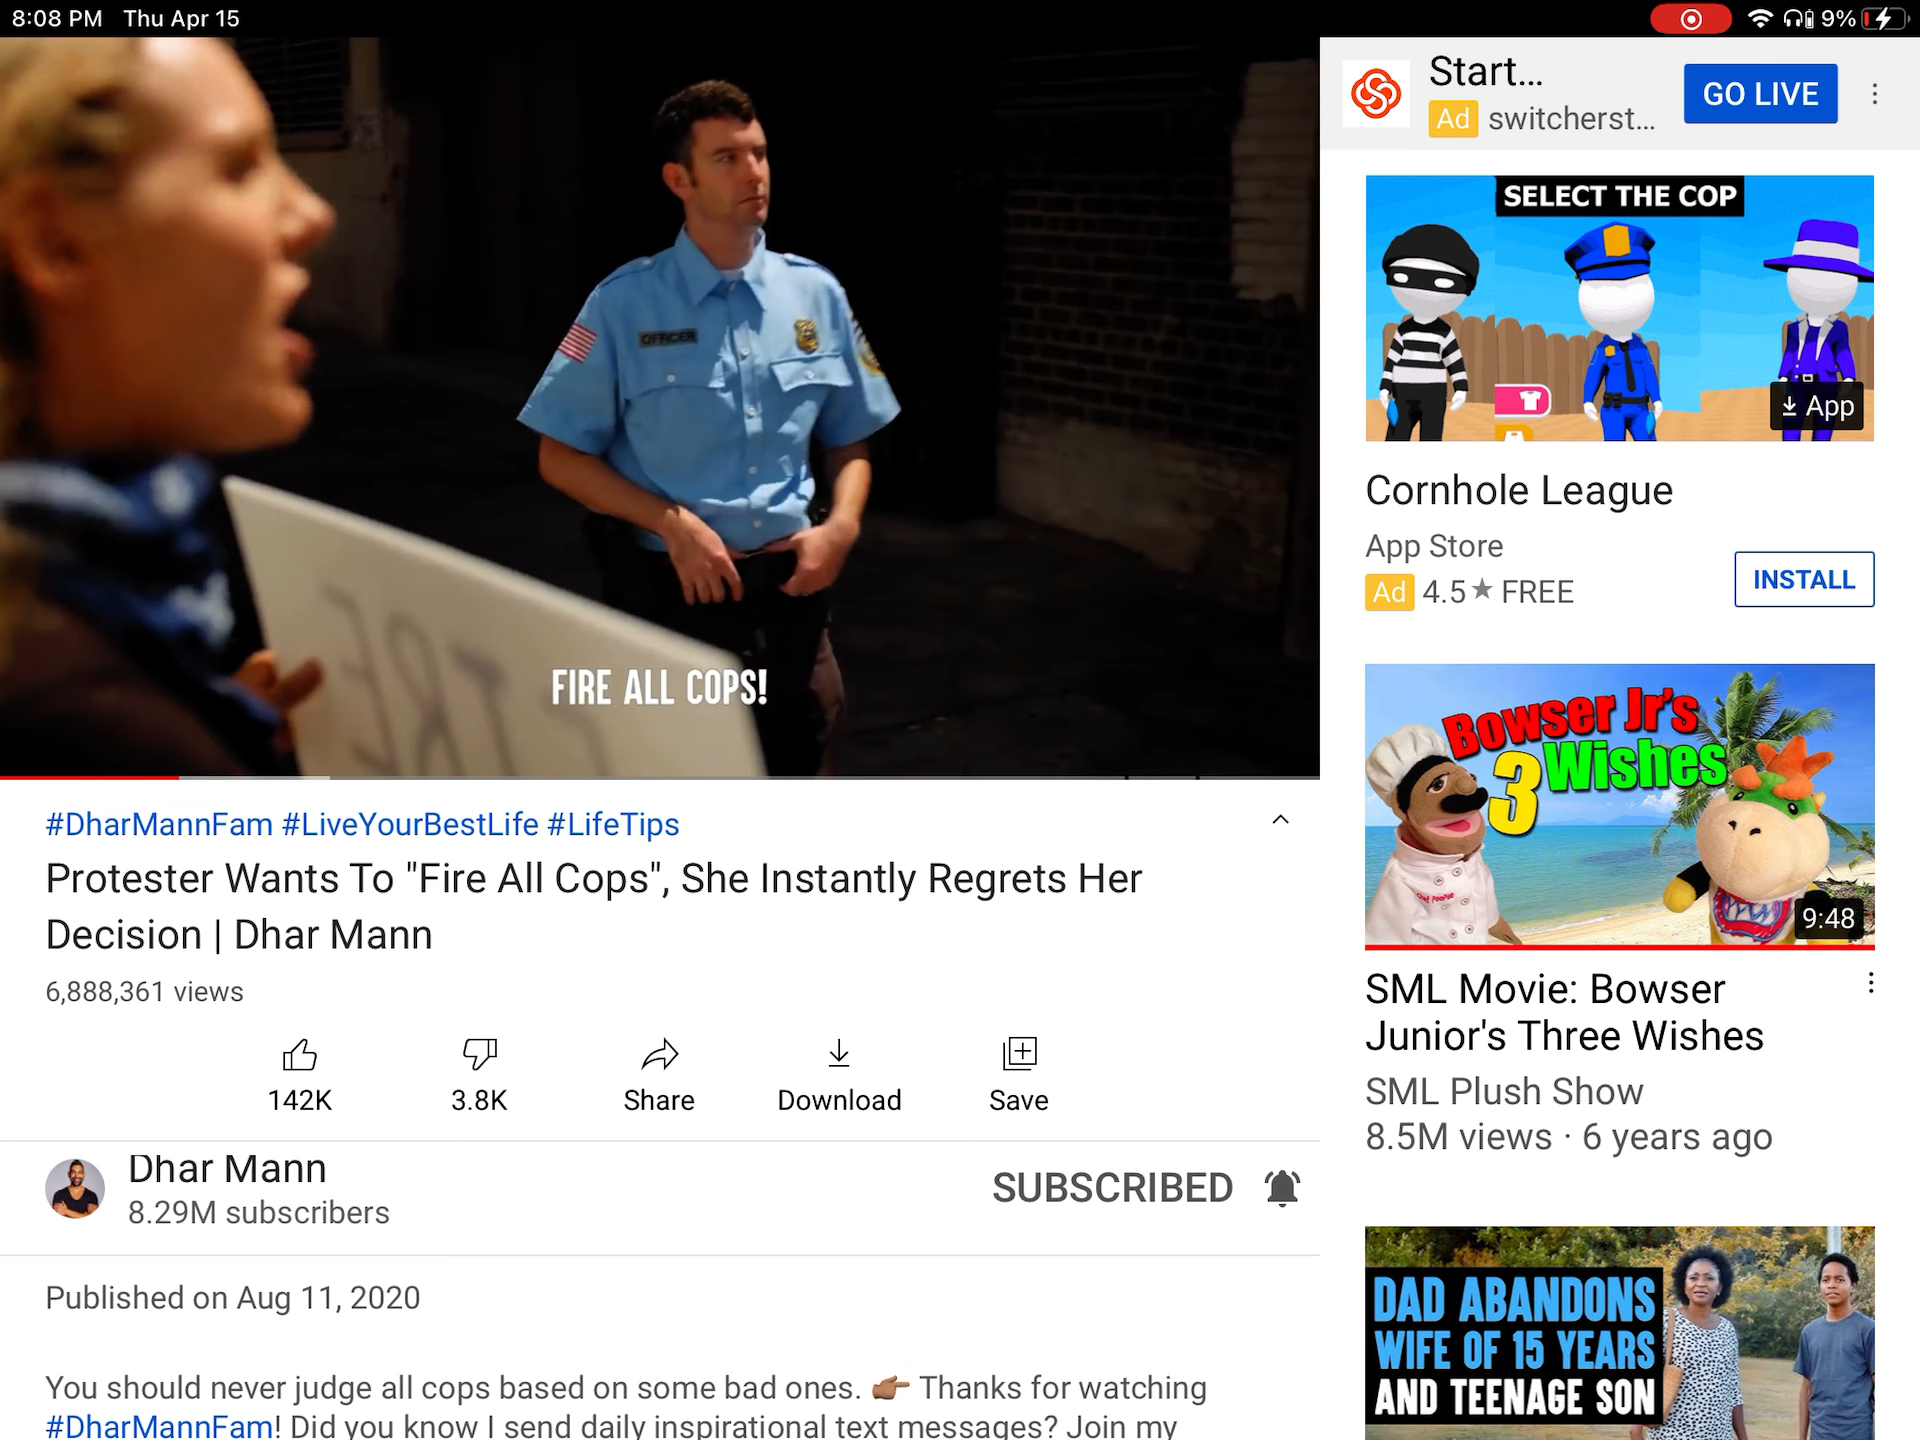 8:08 PM Thu Apr 15
9%
OFFICER
FIRE ALL COPS!
#DharMannFam #LiveYourBestLife #LifeTips
Protester Wants To "Fire All Cops", She Instantly Regrets Her
Decision | Dhar Mann
6,888,361 views
142K
3.8K
Share
Download
Save
Dhar Mann
8.29M subscribers
SUBSCRIBED
Published on Aug 11, 2020
You should never judge all cops based on some bad ones. 👉🏾 Thanks for watching
#DharMannFam! Did you know I send daily inspirational text messages? Join my
Start...
Ad switcherst...
GO LIVE
SELECT THE COP
App
Cornhole League
App Store
Ad 4.5★ FREE
INSTALL
Bowser Jr's
3 Wishes
9:48
SML Movie: Bowser
Junior's Three Wishes
SML Plush Show
8.5M views · 6 years ago
DAD ABANDONS
WIFE OF 15 YEARS
AND TEENAGE SON